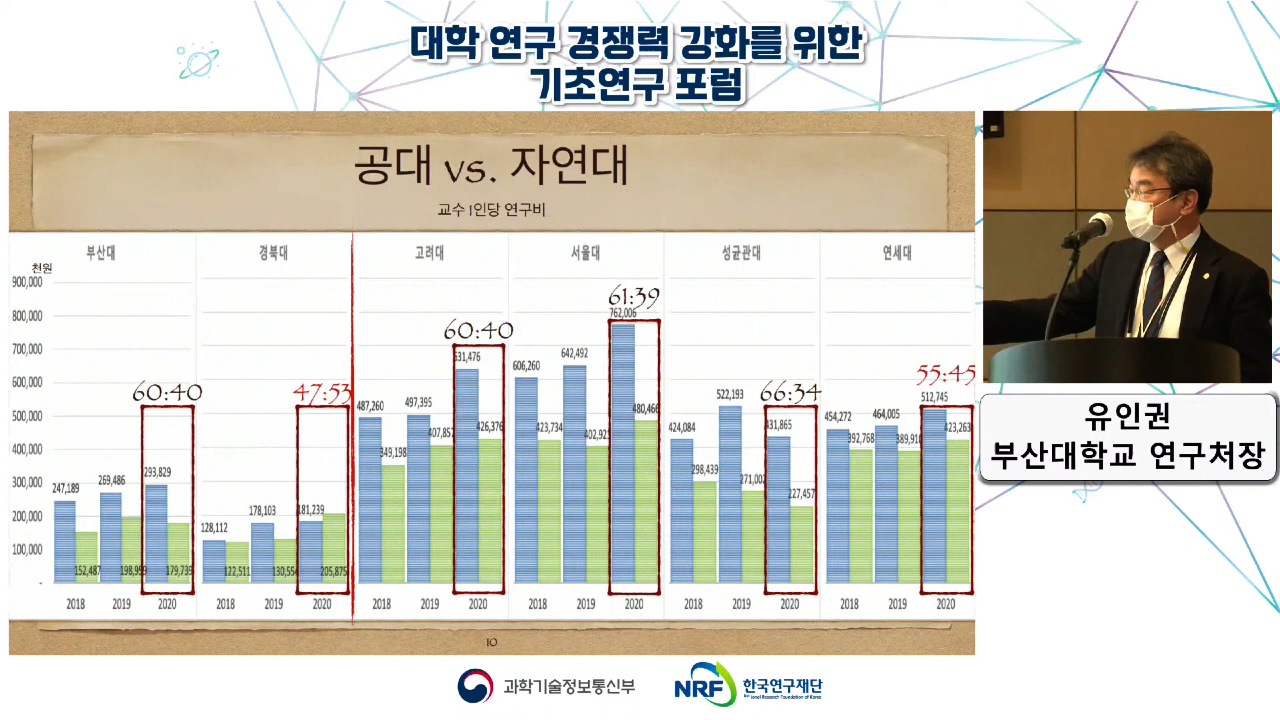 대학 연구 경쟁력 강화를 위한
기초연구 포럼
공대 vs. 자연대
교수 1인당 연구비
부산대 경북대 고려대 서울대 성균관대 연세대
천원
900,000
800,000
700,000
600,000
500,000
400,000
300,000
200,000
100,000
-
60:40
47:53
60:40
61:39
66:34
55:45
247,189 269,486 293,829
152,487 198,999 179,739
128,112 178,103 181,239
122,511 130,554 205,875
487,260 497,395 631,476
349,198 407,857 426,376
606,260 642,492 762,006
423,734 402,921 480,466
424,084 522,193 431,865
298,439 271,002 227,457
454,272 464,005 512,745
392,768 389,910 423,263
2018 2019 2020 2018 2019 2020 2018 2019 2020 2018 2019 2020 2018 2019 2020 2018 2019 2020
10
유인권
부산대학교 연구처장
과학기술정보통신부
NRF 한국연구재단
National Research Foundation of Korea